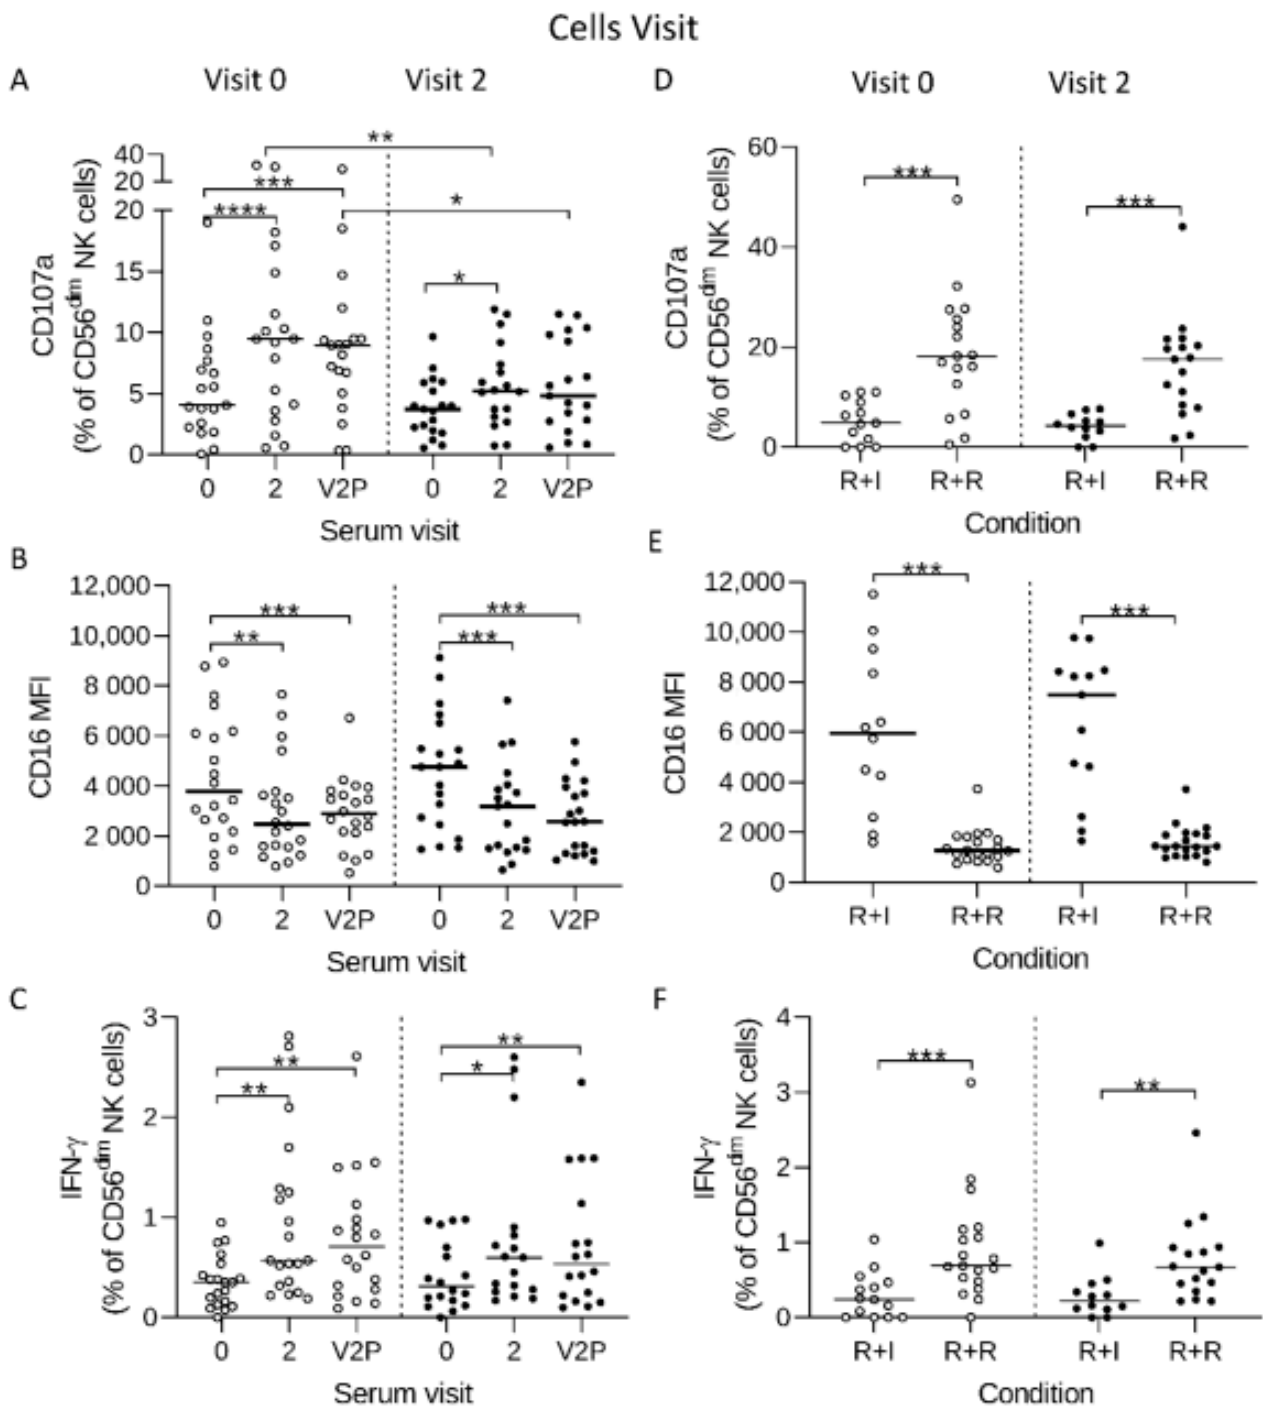 Cells Visit
A
Visit 0
Visit 2
**
***
****
*
*
40
20
20
15
10
5
0
CD107a
(% of CD56dim NK cells)
0
2
V2P
0
2
V2P
Serum visit
D
Visit 0
Visit 2
***
***
60
40
20
0
CD107a
(% of CD56dim NK cells)
R+I
R+R
R+I
R+R
Condition
B
***
**
***
***
12,000
10,000
8 000
6 000
4 000
2 000
0
CD16 MFI
0
2
V2P
0
2
V2P
Serum visit
E
***
***
12,000
10,000
8 000
6 000
4 000
2 000
0
CD16 MFI
R+I
R+R
R+I
R+R
Condition
C
**
**
**
*
3
2
1
0
IFN-γ
(% of CD56dim NK cells)
0
2
V2P
0
2
V2P
Serum visit
F
***
**
4
3
2
1
0
IFN-γ
(% of CD56dim NK cells)
R+I
R+R
R+I
R+R
Condition